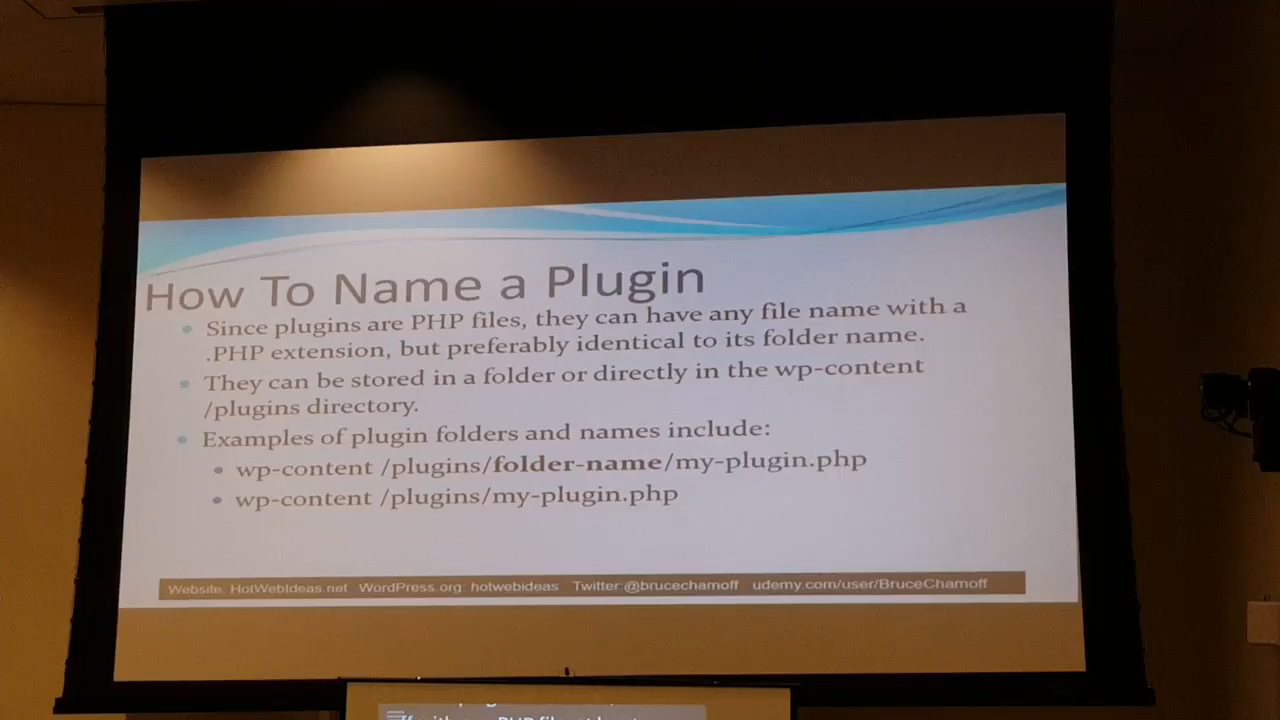 How To Name a Plugin
Since plugins are PHP files, they can have any file name with a
.PHP extension, but preferably identical to its folder name.
They can be stored in a folder or directly in the wp-content
/plugins directory.
Examples of plugin folders and names include:
wp-content /plugins/folder-name/my-plugin.php
wp-content /plugins/my-plugin.php
Website: HotWebIdeas.net WordPress.org: hotwebideas Twitter:@brucechamoff udemy.com/user/BruceChamoff